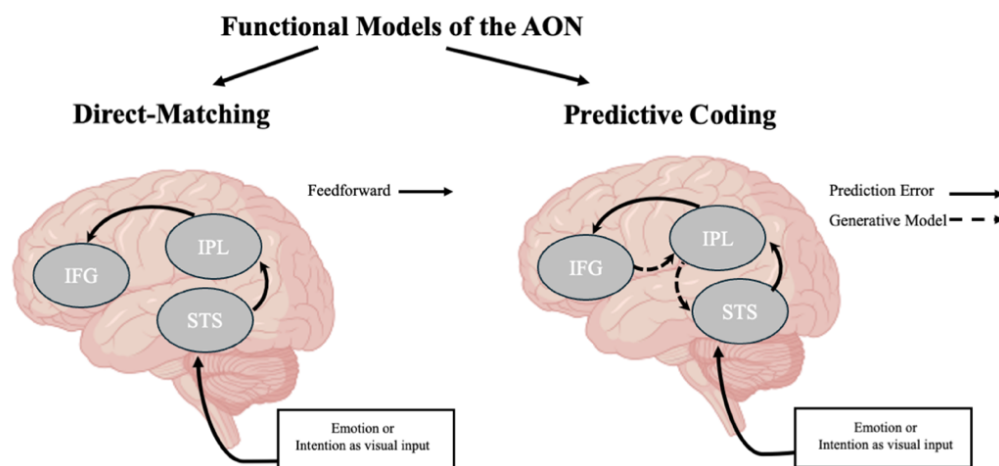 Functional Models of the AON
Direct-Matching
Feedforward
IPL
IFG
STS
Emotion or
Intention as visual input
Predictive Coding
Prediction Error
Generative Model
IPL
IFG
STS
Emotion or
Intention as visual input